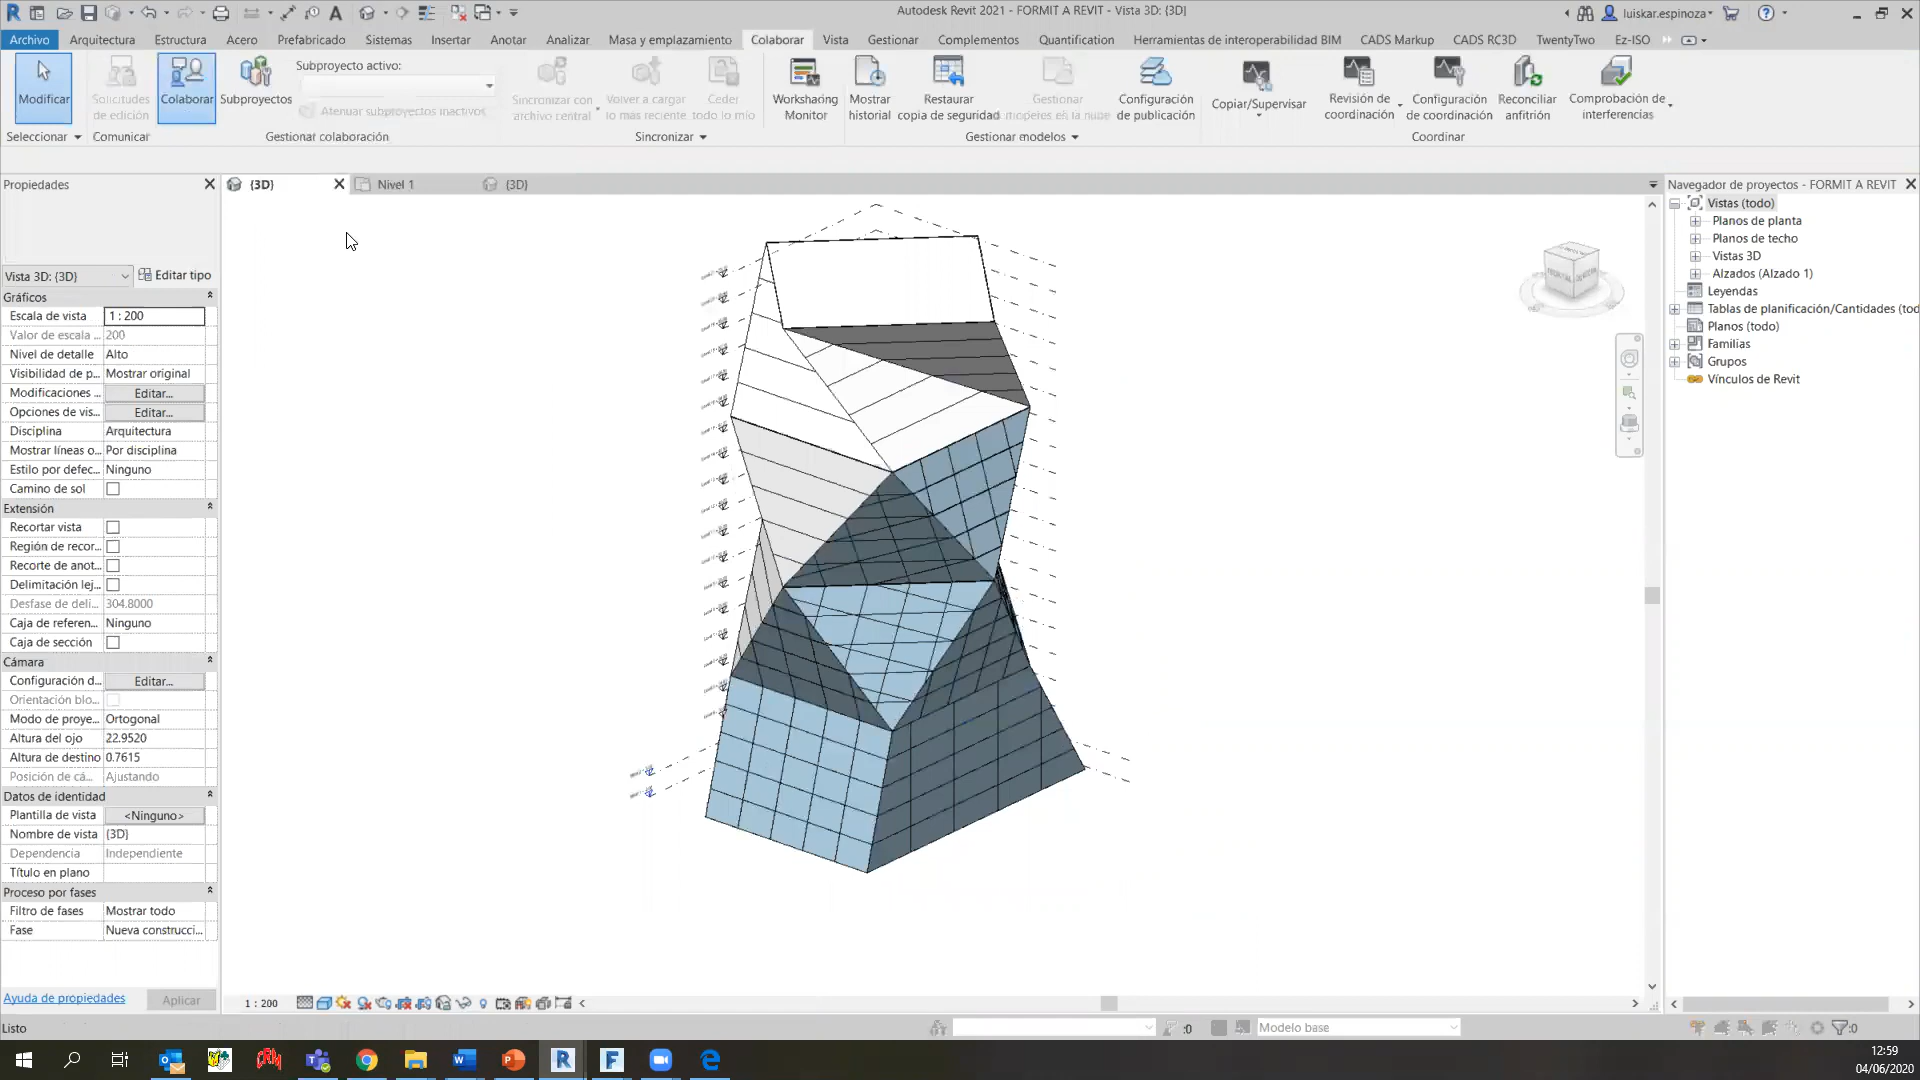 Autodesk Revit 2021 - FORMIT A REVIT - Vista 3D: {3D}
luiskar.espinoza
Archivo Arquitectura Estructura Acero Prefabricado Sistemas Insertar Anotar Analizar Masa y emplazamiento Colaborar Vista Gestionar Complementos Quantification Herramientas de interoperabilidad BIM CADS Markup CADS RC3D TwentyTwo Ez-ISO
Modificar
Solicitudes de edición
Colaborar
Subproyectos
Subproyecto activo:
Atenuar subproyectos inactivos
Sincronizar con archivo central
Volver a cargar lo más reciente
Ceder todo lo mío
Worksharing Monitor
Mostrar historial
Restaurar copia de seguridad
Gestionar modelos en la nube
Configuración de publicación
Copiar/Supervisar
Revisión de coordinación
Configuración de coordinación
Reconciliar anfitrión
Comprobación de interferencias
Seleccionar Comunicar Gestionar colaboración Sincronizar Gestionar modelos Coordinar
Propiedades
{3D} Nivel 1 {3D}
Vista 3D: {3D} Editar tipo
Gráficos
Escala de vista 1 : 200
Valor de escala ... 200
Nivel de detalle Alto
Visibilidad de p... Mostrar original
Modificaciones ... Editar...
Opciones de vis... Editar...
Disciplina Arquitectura
Mostrar líneas o... Por disciplina
Estilo por defec... Ninguno
Camino de sol
Extensión
Recortar vista
Región de recor...
Recorte de anot...
Delimitación lej...
Desfase de deli... 304.8000
Caja de referen... Ninguno
Caja de sección
Cámara
Configuración d... Editar...
Orientación blo...
Modo de proye... Ortogonal
Altura del ojo 22.9520
Altura de destino 0.7615
Posición de cá... Ajustando
Datos de identidad
Plantilla de vista <Ninguno>
Nombre de vista {3D}
Dependencia Independiente
Título en plano
Proceso por fases
Filtro de fases Mostrar todo
Fase Nueva construcci...
Ayuda de propiedades Aplicar
Navegador de proyectos - FORMIT A REVIT
Vistas (todo)
Planos de planta
Planos de techo
Vistas 3D
Alzados (Alzado 1)
Leyendas
Tablas de planificación/Cantidades (tod
Planos (todo)
Familias
Grupos
Vínculos de Revit
1 : 200
Listo
:0
Modelo base
:0
12:59
04/06/2020